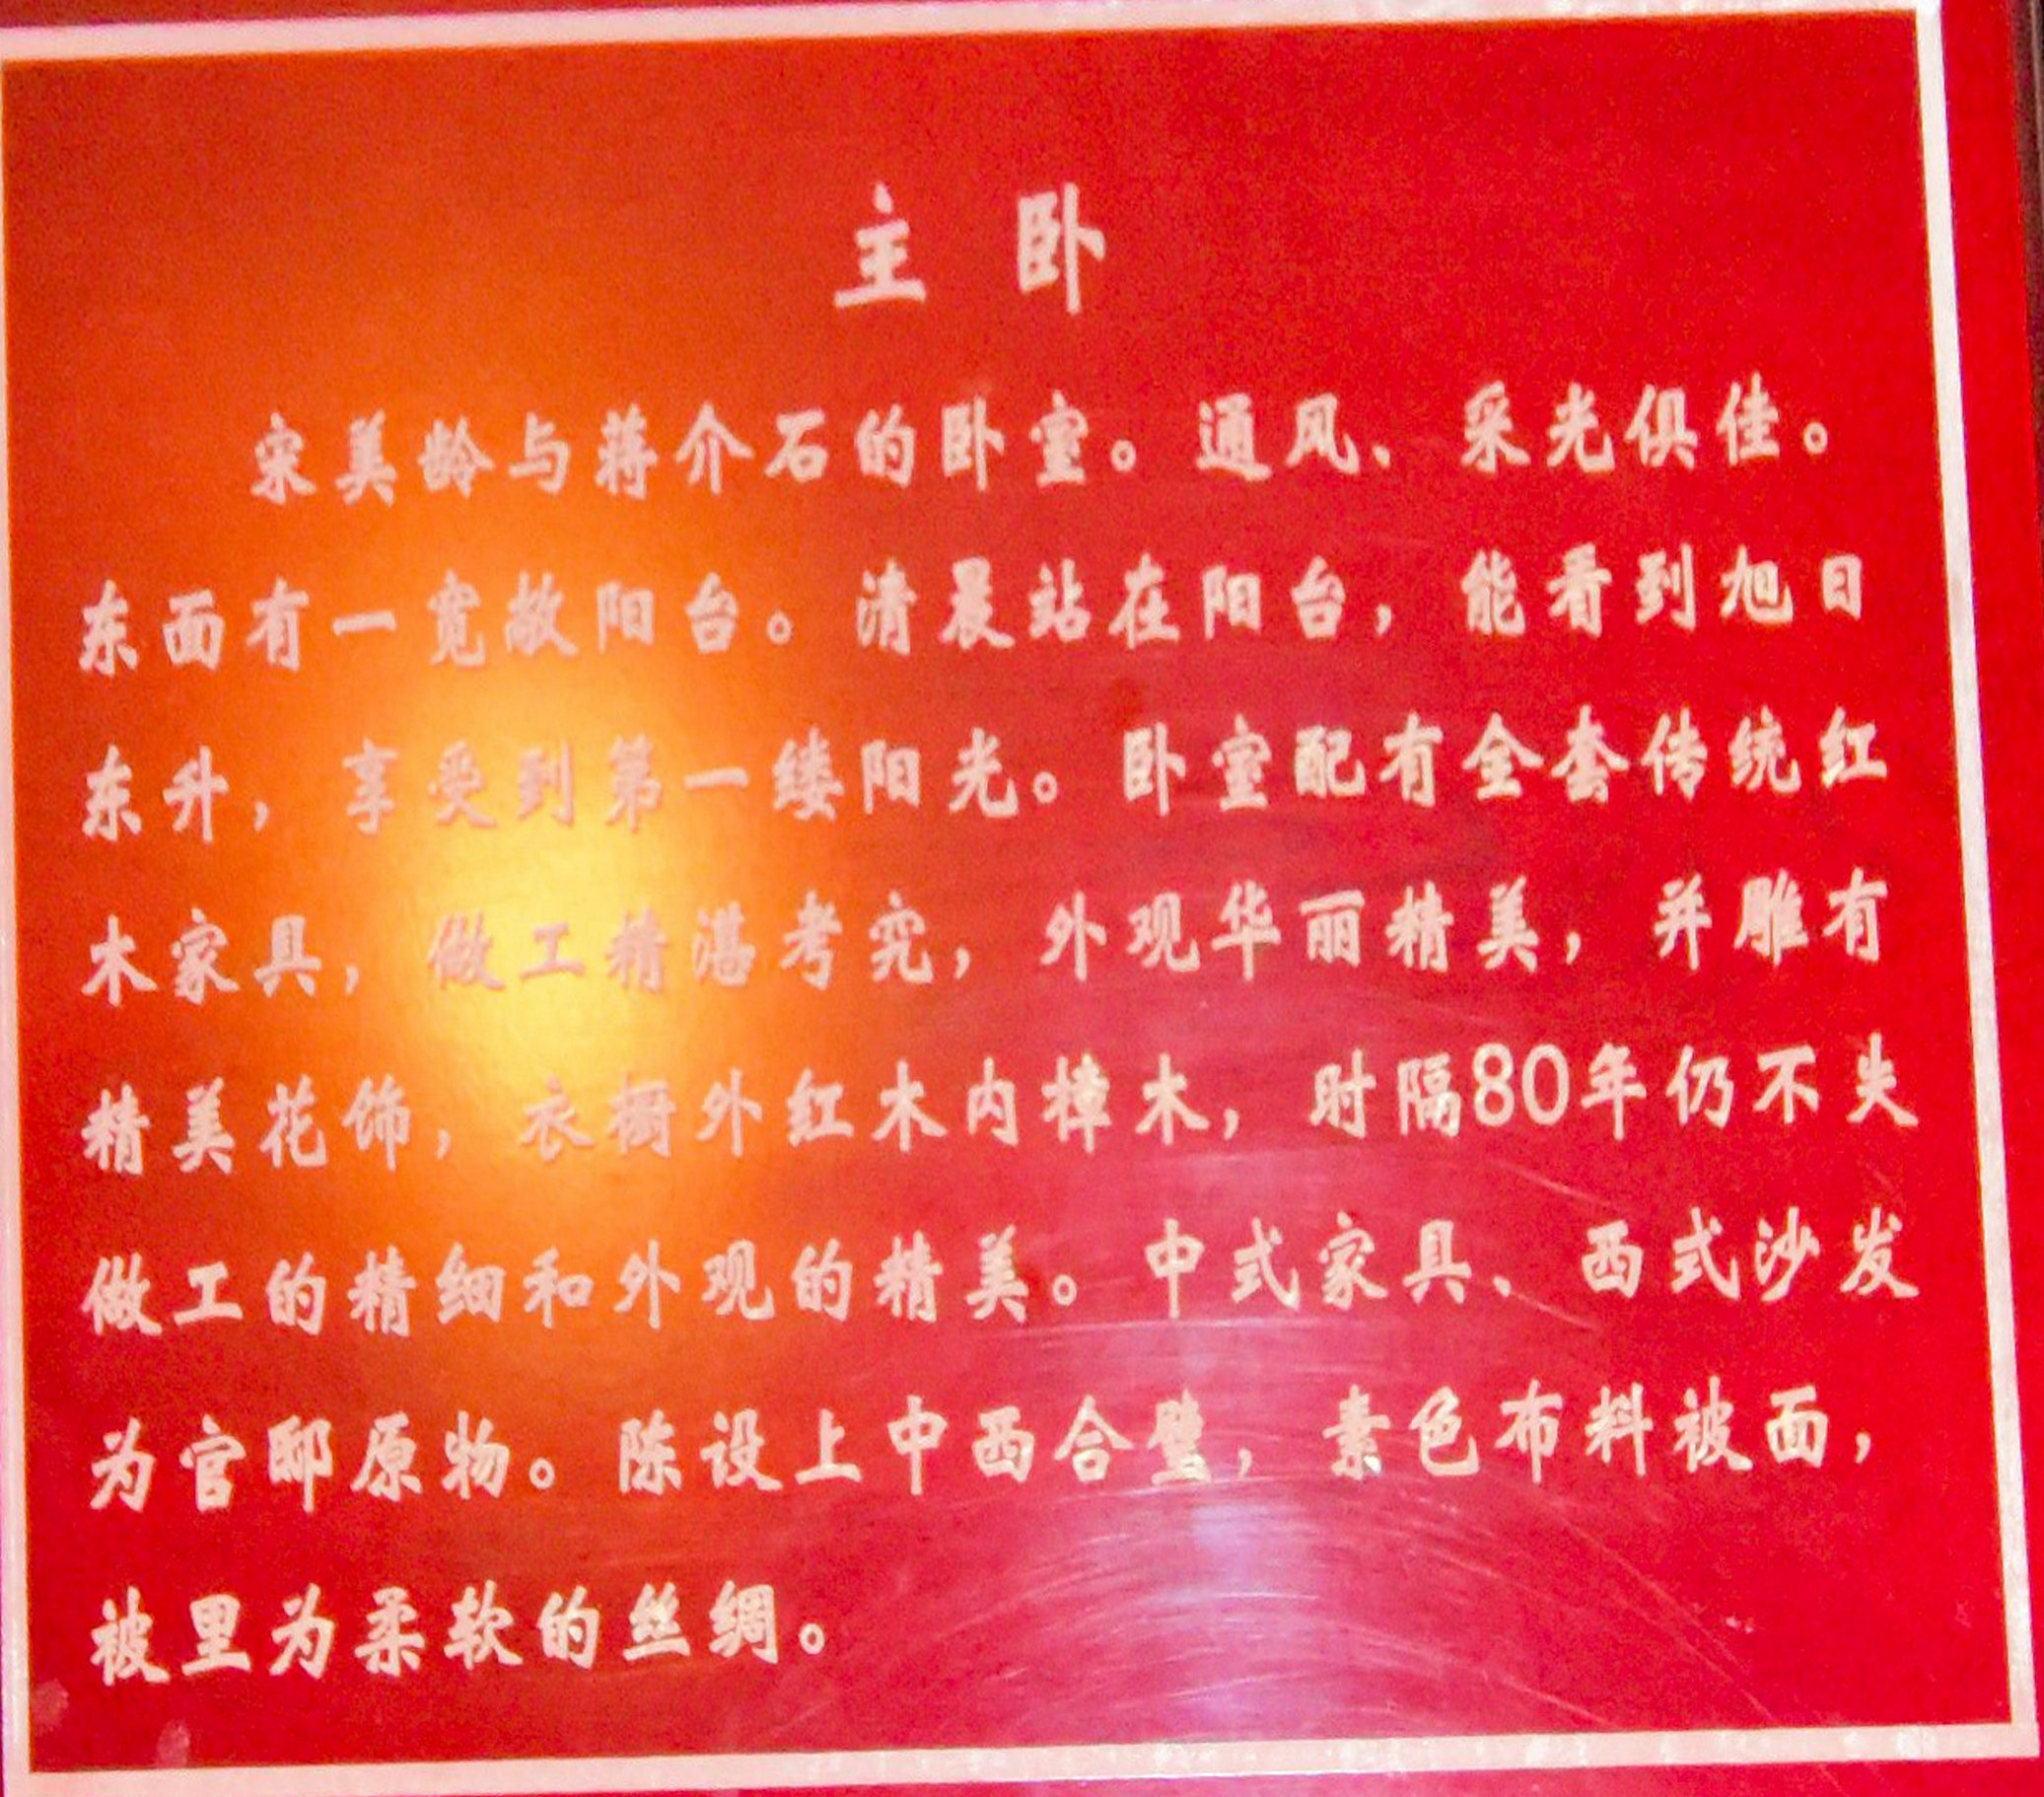 主卧
宋美龄与蒋介石的卧室。通风、采光俱佳。
东面有一宽敞阳台。清晨站在阳台，能看到旭日
东升，享受到第一缕阳光。卧室配有全套传统红
木家具，做工精湛考究，外观华丽精美，并雕有
精美花饰，衣橱外红木内樟木，时隔80年仍不失
做工的精细和外观的精美。中式家具、西式沙发
为官邸原物。陈设上中西合璧，素色布料被面，
被里为柔软的丝绸。